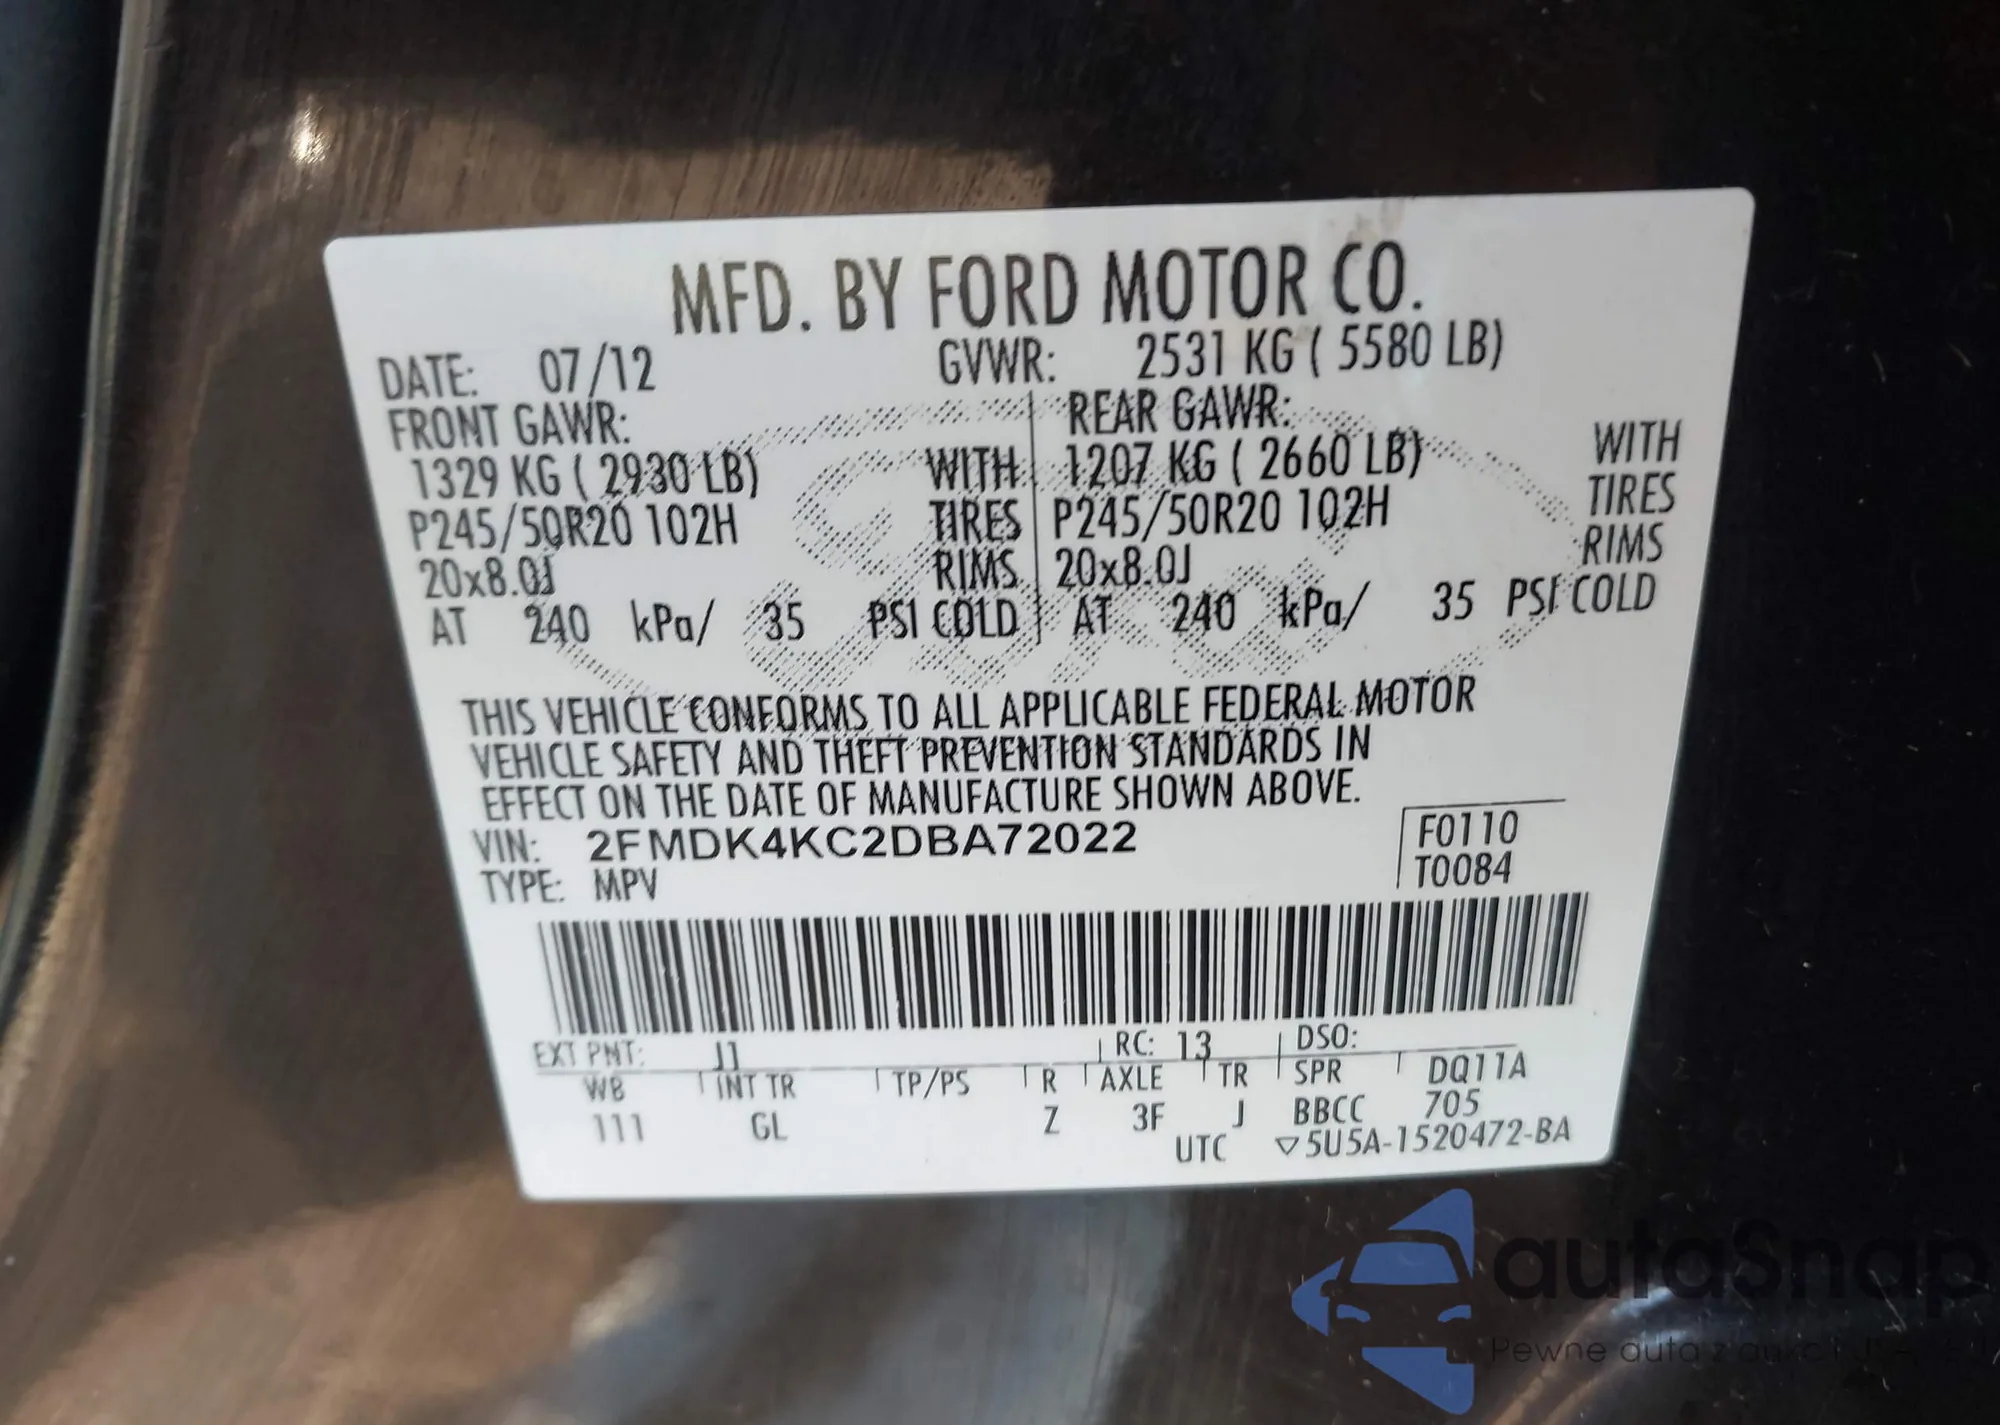 MFD. BY FORD MOTOR CO.
DATE: 07/12 GVWR: 2531 KG ( 5580 LB)
FRONT GAWR: REAR GAWR:
1329 KG ( 2930 LB) WITH 1207 KG ( 2660 LB) WITH
P245/50R20 102H TIRES P245/50R20 102H TIRES
20x8.0J RIMS 20x8.0J RIMS
AT 240 kPa/ 35 PSI COLD AT 240 kPa/ 35 PSI COLD
THIS VEHICLE CONFORMS TO ALL APPLICABLE FEDERAL MOTOR
VEHICLE SAFETY AND THEFT PREVENTION STANDARDS IN
EFFECT ON THE DATE OF MANUFACTURE SHOWN ABOVE.
VIN: 2FMDK4KC2DBA72022 F0110
TYPE: MPV T0084
EXT PNT: J1 RC: 13 DSO:
WB INT TR TP/PS R AXLE TR SPR DQ11A
111 GL Z 3F J BBCC 705
UTC ▽5U5A-1520472-BA
autaSnap
Pewne auta z